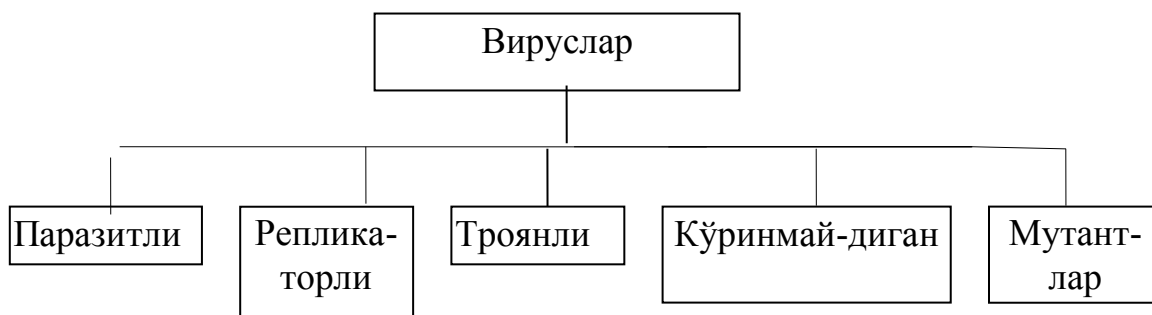 Вируслар
Паразитли
Реплика-
торли
Троянли
Кўринмай-диган
Мутант-
лар